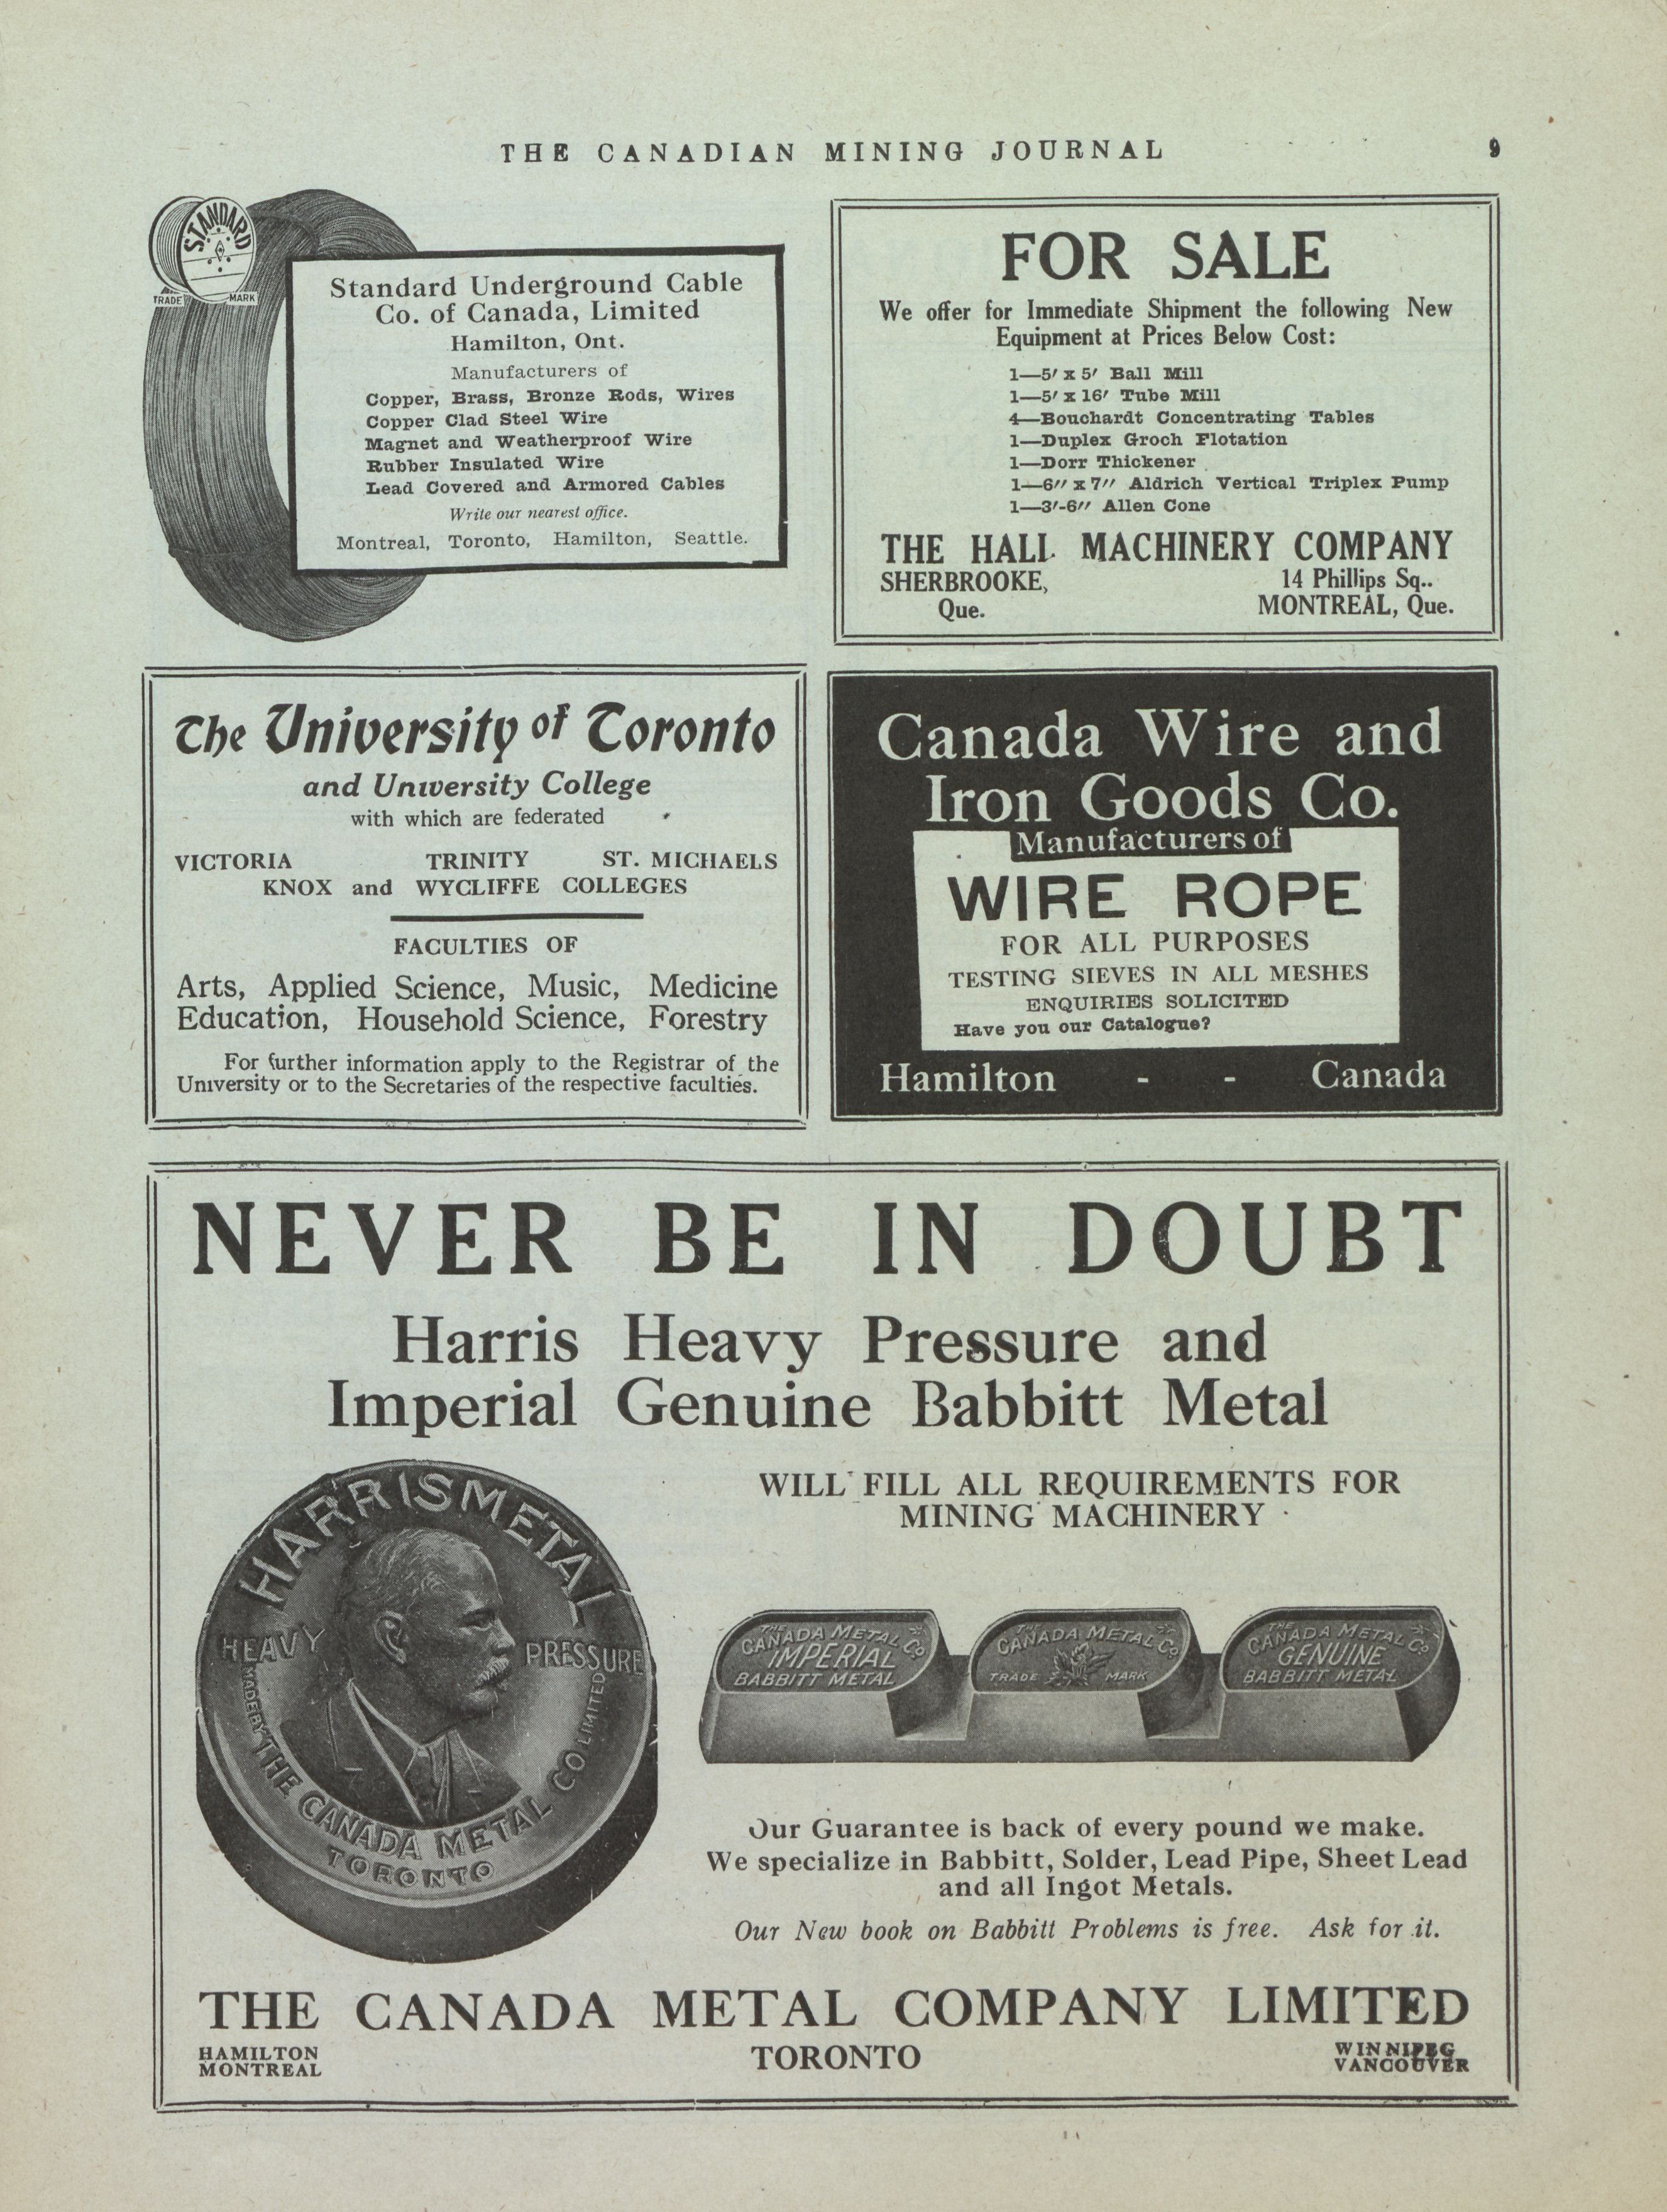 THE CANADIAN MINING JOURNAL 9
STANDARD
TRADE MARK
Standard Underground Cable
Co. of Canada, Limited
Hamilton, Ont.
Manufacturers of
Copper, Brass, Bronze Rods, Wires
Copper Clad Steel Wire
Magnet and Weatherproof Wire
Rubber Insulated Wire
Lead Covered and Armored Cables
Write our nearest office.
Montreal, Toronto, Hamilton, Seattle.
FOR SALE
We offer for Immediate Shipment the following New
Equipment at Prices Below Cost:
1—5′ x 5′ Ball Mill
1—5′ x 16′ Tube Mill
4—Bouchardt Concentrating Tables
1—Duplex Groch Flotation
1—Dorr Thickener
1—6″ x 7″ Aldrich Vertical Triplex Pump
1—3′-6″ Allen Cone
THE HALL MACHINERY COMPANY
SHERBROOKE, 14 Phillips Sq..
Que. MONTREAL, Que.
The University of Toronto
and University College
with which are federated
VICTORIA TRINITY ST. MICHAELS
KNOX and WYCLIFFE COLLEGES
FACULTIES OF
Arts, Applied Science, Music, Medicine
Education, Household Science, Forestry
For further information apply to the Registrar of the
University or to the Secretaries of the respective faculties.
Canada Wire and
Iron Goods Co.
Manufacturers of
WIRE ROPE
FOR ALL PURPOSES
TESTING SIEVES IN ALL MESHES
ENQUIRIES SOLICITED
Have you our Catalogue?
Hamilton - - Canada
NEVER BE IN DOUBT
Harris Heavy Pressure and
Imperial Genuine Babbitt Metal
HARRISMETAL
HEAVY PRESSURE
MADE BY THE CANADA METAL CO LIMITED
TORONTO
WILL FILL ALL REQUIREMENTS FOR
MINING MACHINERY
THE CANADA METAL CO
IMPERIAL
BABBITT METAL
THE CANADA METAL CO
TRADE MARK
THE CANADA METAL CO
GENUINE
BABBITT METAL
Our Guarantee is back of every pound we make.
We specialize in Babbitt, Solder, Lead Pipe, Sheet Lead
and all Ingot Metals.
Our New book on Babbitt Problems is free. Ask for it.
THE CANADA METAL COMPANY LIMITED
HAMILTON TORONTO WINNIPEG
MONTREAL VANCOUVER